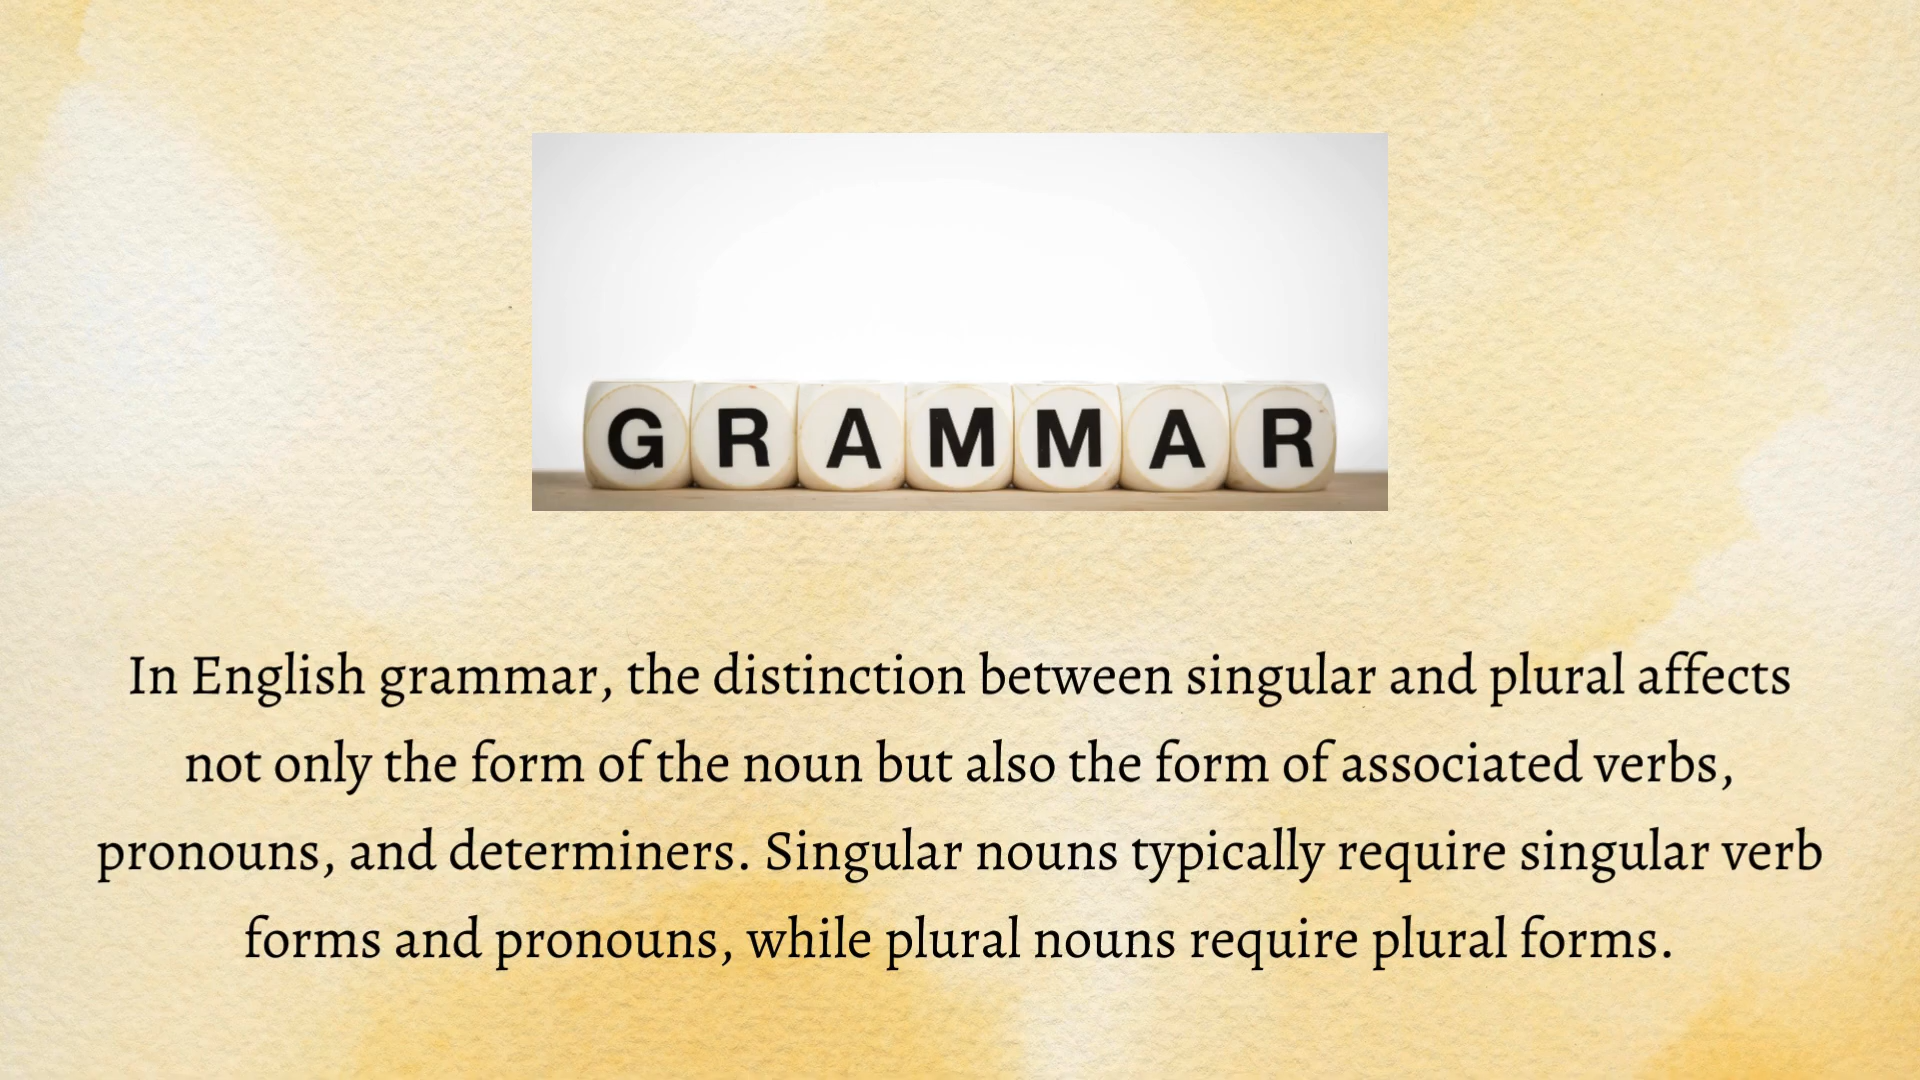 GRAMMAR
In English grammar, the distinction between singular and plural affects
not only the form of the noun but also the form of associated verbs,
pronouns, and determiners. Singular nouns typically require singular verb
forms and pronouns, while plural nouns require plural forms.